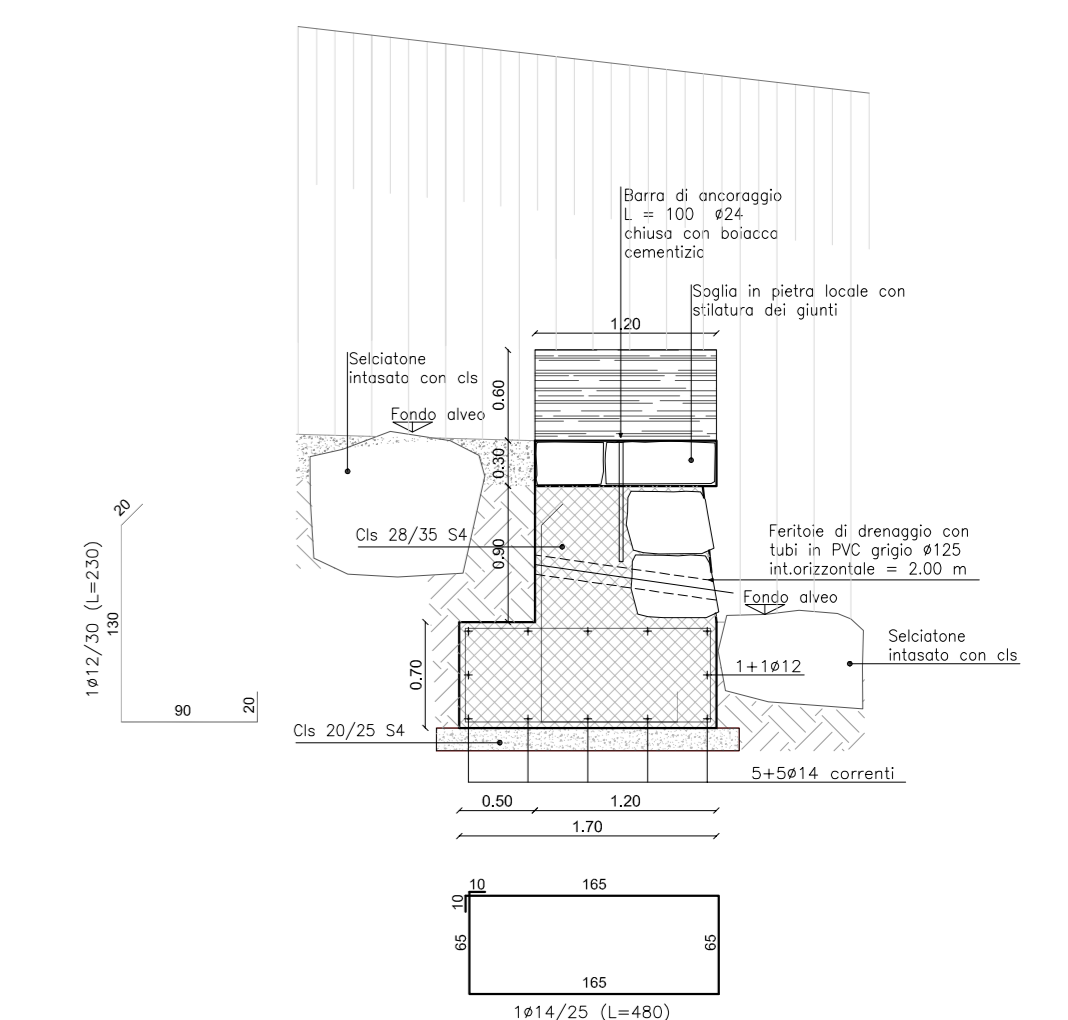 Barra di ancoraggio
L = 100 ø24
chiusa con boiacca
cementizia
Soglia in pietra locale con
stilatura dei giunti
1.20
Selciatone
intasato con cls
0.60
Fondo alveo
0.30
20
Cls 28/35 S4
0.90
Feritoie di drenaggio con
tubi in PVC grigio ø125
int.orizzontale = 2.00 m
1ø12/30 (L=230)
130
Fondo alveo
Selciatone
intasato con cls
0.70
1+1ø12
90
20
Cls 20/25 S4
5+5ø14 correnti
0.50
1.20
1.70
10
165
10
65
65
165
1ø14/25 (L=480)